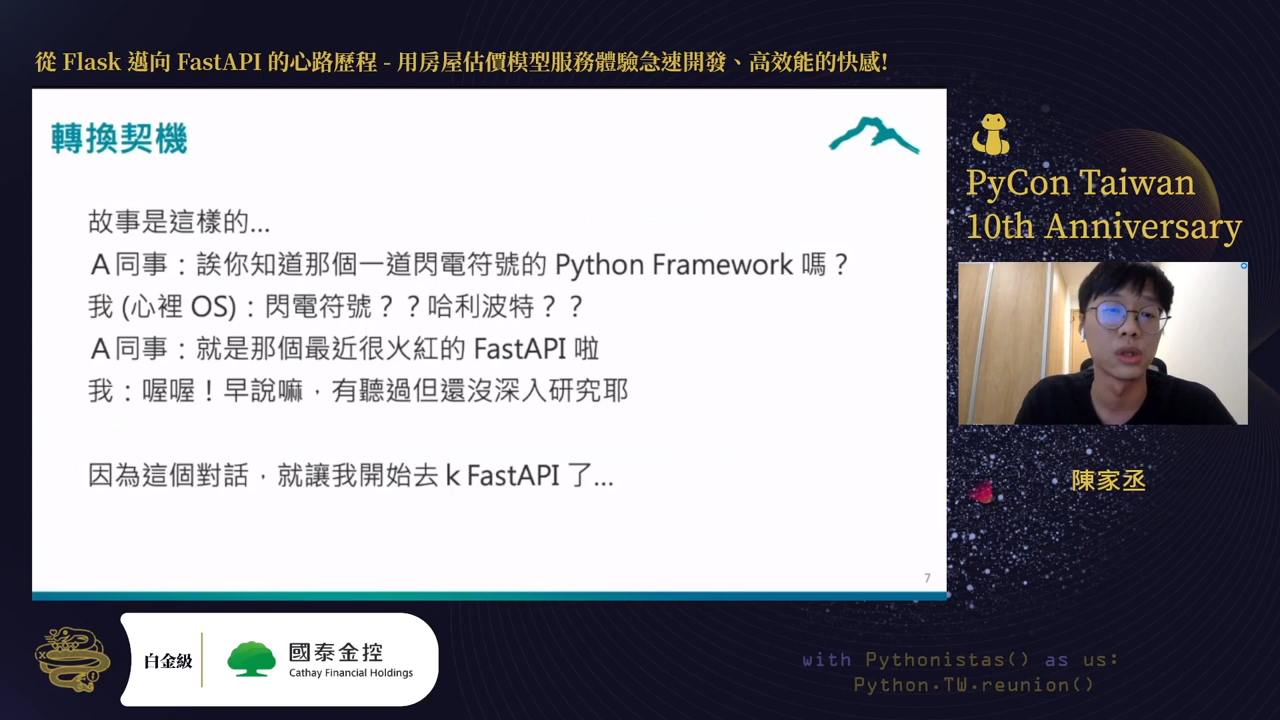 從 Flask 邁向 FastAPI 的心路歷程 - 用房屋估價模型服務體驗急速開發、高效能的快感!
轉換契機
故事是這樣的...
A同事：誒你知道那個一道閃電符號的 Python Framework 嗎？
我 (心裡 OS)：閃電符號？？哈利波特？？
A同事：就是那個最近很火紅的 FastAPI 啦
我：喔喔！早說嘛，有聽過但還沒深入研究耶
因為這個對話，就讓我開始去 k FastAPI 了...
7
PyCon Taiwan
10th Anniversary
陳家丞
白金級
國泰金控
Cathay Financial Holdings
with Pythonistas() as us:
Python.TW.reunion()